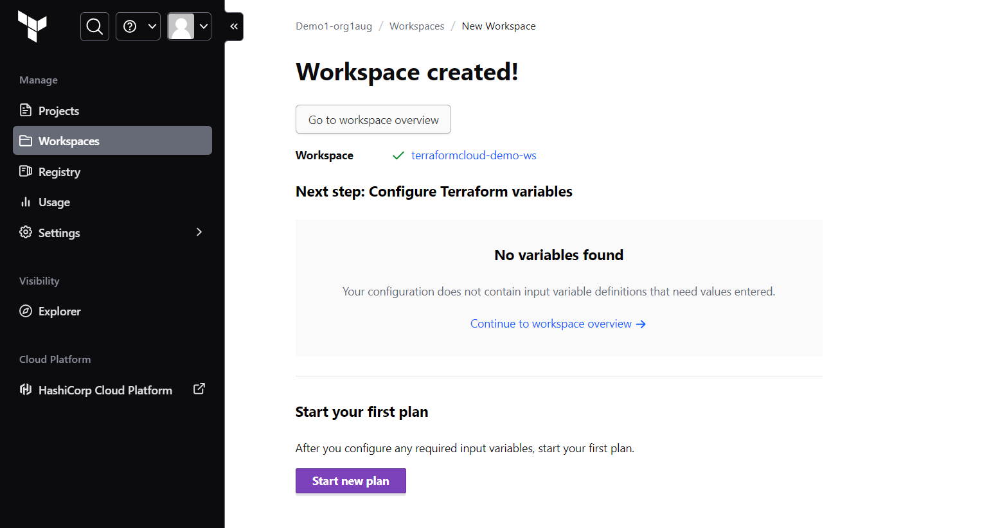 Manage
Projects
Workspaces
Registry
Usage
Settings
Visibility
Explorer
Cloud Platform
HashiCorp Cloud Platform
Demo1-org1aug / Workspaces / New Workspace
Workspace created!
Go to workspace overview
Workspace terraformcloud-demo-ws
Next step: Configure Terraform variables
No variables found
Your configuration does not contain input variable definitions that need values entered.
Continue to workspace overview
Start your first plan
After you configure any required input variables, start your first plan.
Start new plan